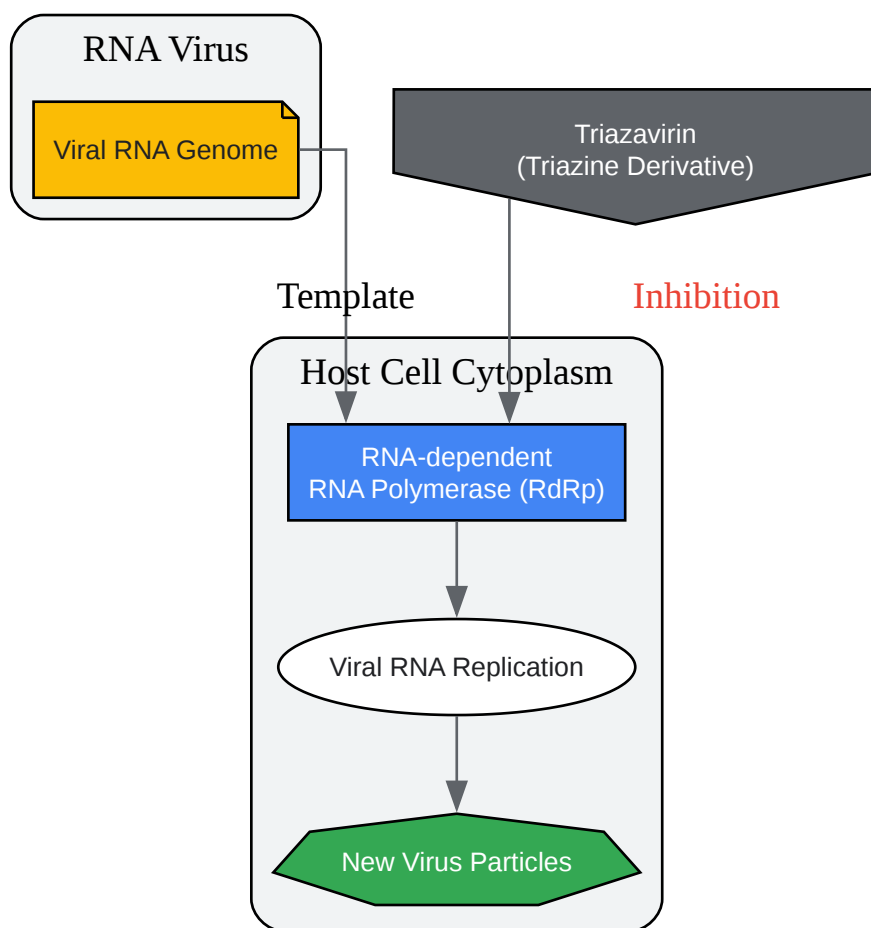 RNA Virus
Viral RNA Genome
Triazavirin
(Triazine Derivative)
Template
Inhibition
Host Cell Cytoplasm
RNA-dependent
RNA Polymerase (RdRp)
Viral RNA Replication
New Virus Particles